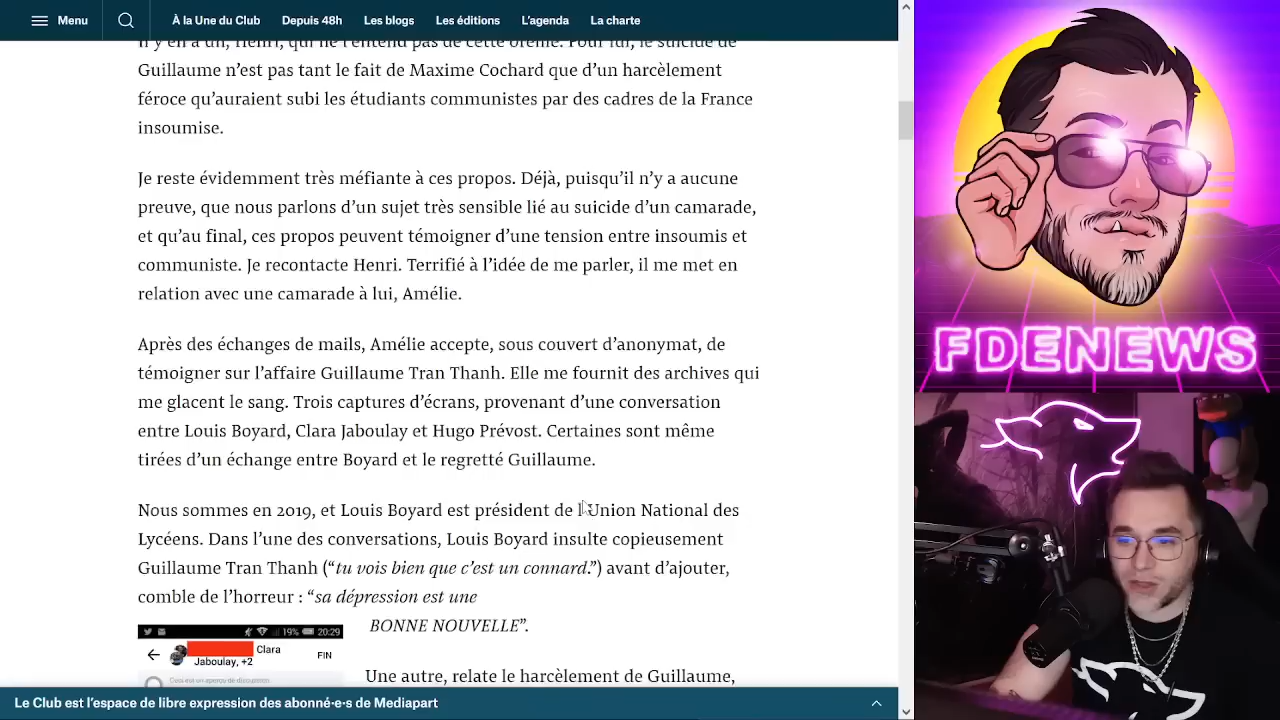 Menu
À la Une du Club
Depuis 48h
Les blogs
Les éditions
L'agenda
La charte
Il y en a un, Henri, qui ne l'entend pas de cette oreille. Pour lui, le suicide de
Guillaume n'est pas tant le fait de Maxime Cochard que d'un harcèlement
féroce qu'auraient subi les étudiants communistes par des cadres de la France
insoumise.
Je reste évidemment très méfiante à ces propos. Déjà, puisqu'il n'y a aucune
preuve, que nous parlons d'un sujet très sensible lié au suicide d'un camarade,
et qu'au final, ces propos peuvent témoigner d'une tension entre insoumis et
communiste. Je recontacte Henri. Terrifié à l'idée de me parler, il me met en
relation avec une camarade à lui, Amélie.
Après des échanges de mails, Amélie accepte, sous couvert d'anonymat, de
témoigner sur l'affaire Guillaume Tran Thanh. Elle me fournit des archives qui
me glacent le sang. Trois captures d'écrans, provenant d'une conversation
entre Louis Boyard, Clara Jaboulay et Hugo Prévost. Certaines sont même
tirées d'un échange entre Boyard et le regretté Guillaume.
Nous sommes en 2019, et Louis Boyard est président de l'Union National des
Lycéens. Dans l'une des conversations, Louis Boyard insulte copieusement
Guillaume Tran Thanh (“tu vois bien que c'est un connard.”) avant d'ajouter,
comble de l'horreur : “sa dépression est une
BONNE NOUVELLE”.
19% 20:29
Clara
Jaboulay, +2
FIN
Ceci est un aperçu de
Une autre, relate le harcèlement de Guillaume,
Le Club est l'espace de libre expression des abonné·e·s de Mediapart
FDENEWS